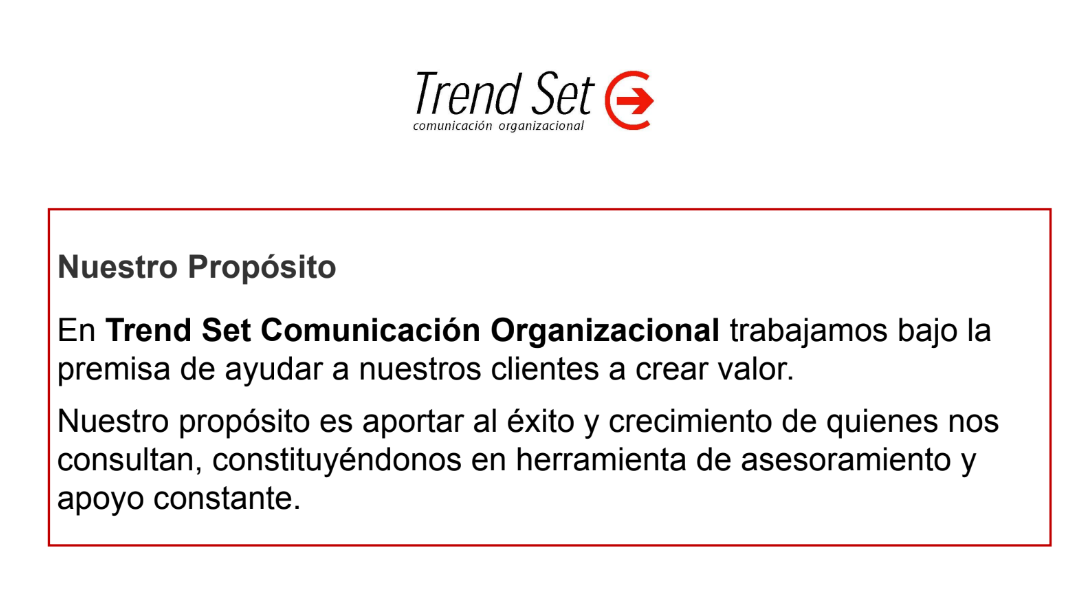 Trend Set
comunicación organizacional
Nuestro Propósito
En Trend Set Comunicación Organizacional trabajamos bajo la
premisa de ayudar a nuestros clientes a crear valor.
Nuestro propósito es aportar al éxito y crecimiento de quienes nos
consultan, constituyéndonos en herramienta de asesoramiento y
apoyo constante.